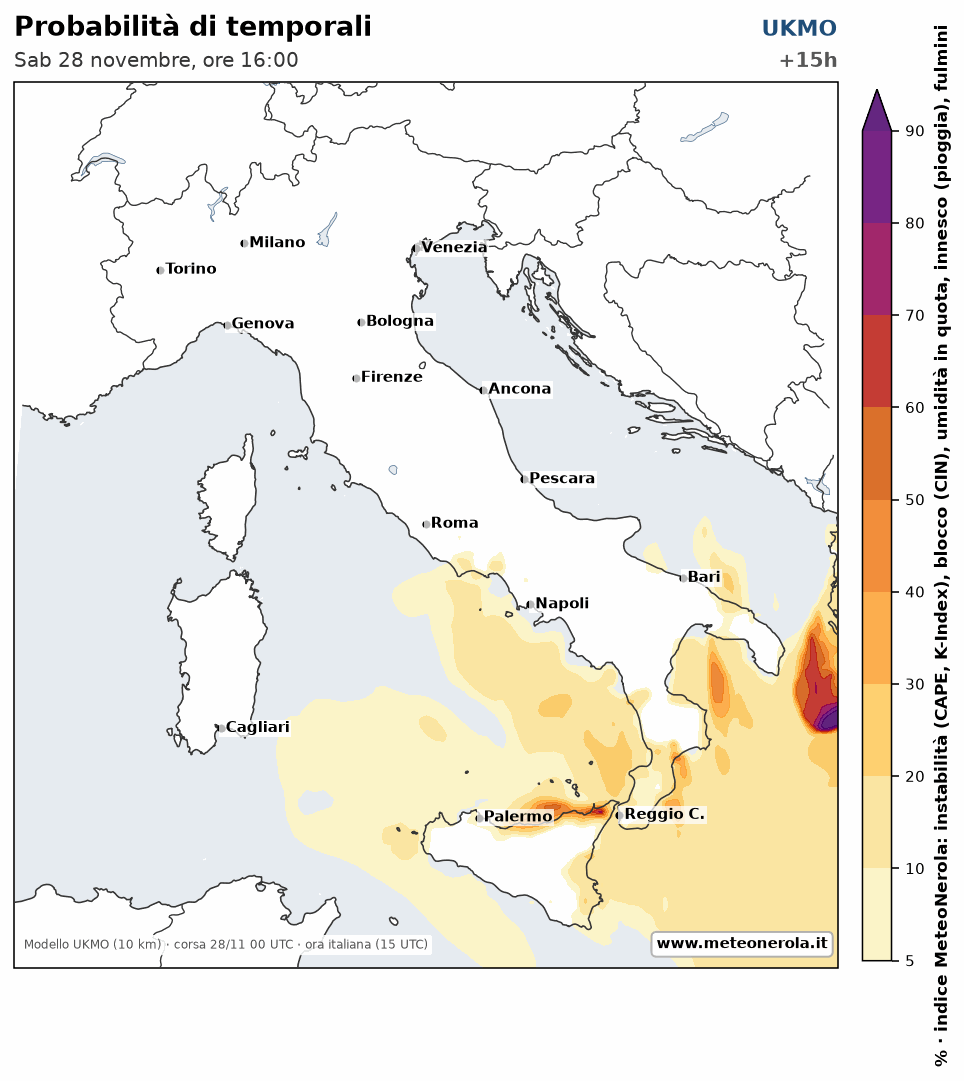 Probabilità di temporali
UKMO
Sab 28 novembre, ore 16:00
+15h
Milano
Venezia
Torino
Genova
Bologna
Firenze
Ancona
Pescara
Roma
Bari
Napoli
Cagliari
Palermo
Reggio C.
Modello UKMO (10 km) · corsa 28/11 00 UTC · ora italiana (15 UTC)
www.meteonerola.it
90
80
70
60
50
40
30
20
10
5
% · indice MeteoNerola: instabilità (CAPE, K-Index), blocco (CIN), umidità in quota, innesco (pioggia), fulmini